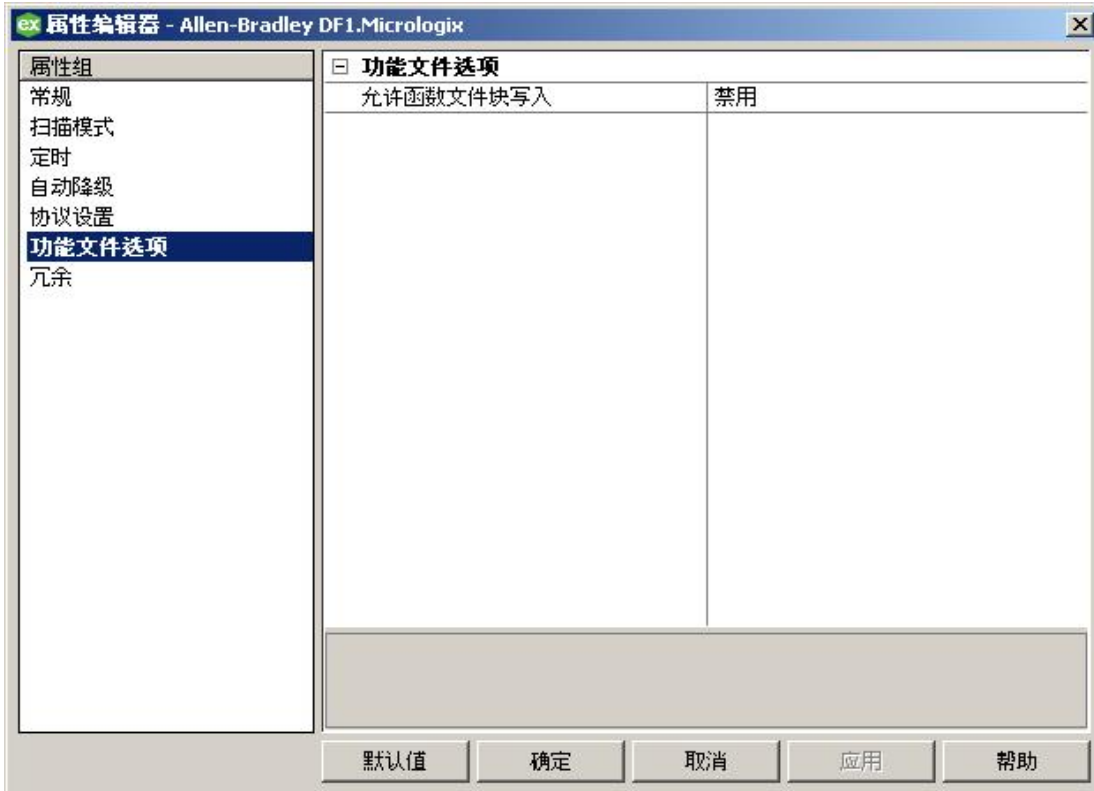 ex 属性编辑器 - Allen-Bradley DF1.Micrologix
属性组
常规
扫描模式
定时
自动降级
协议设置
功能文件选项
冗余
功能文件选项
允许函数文件块写入 禁用
默认值 确定 取消 应用 帮助